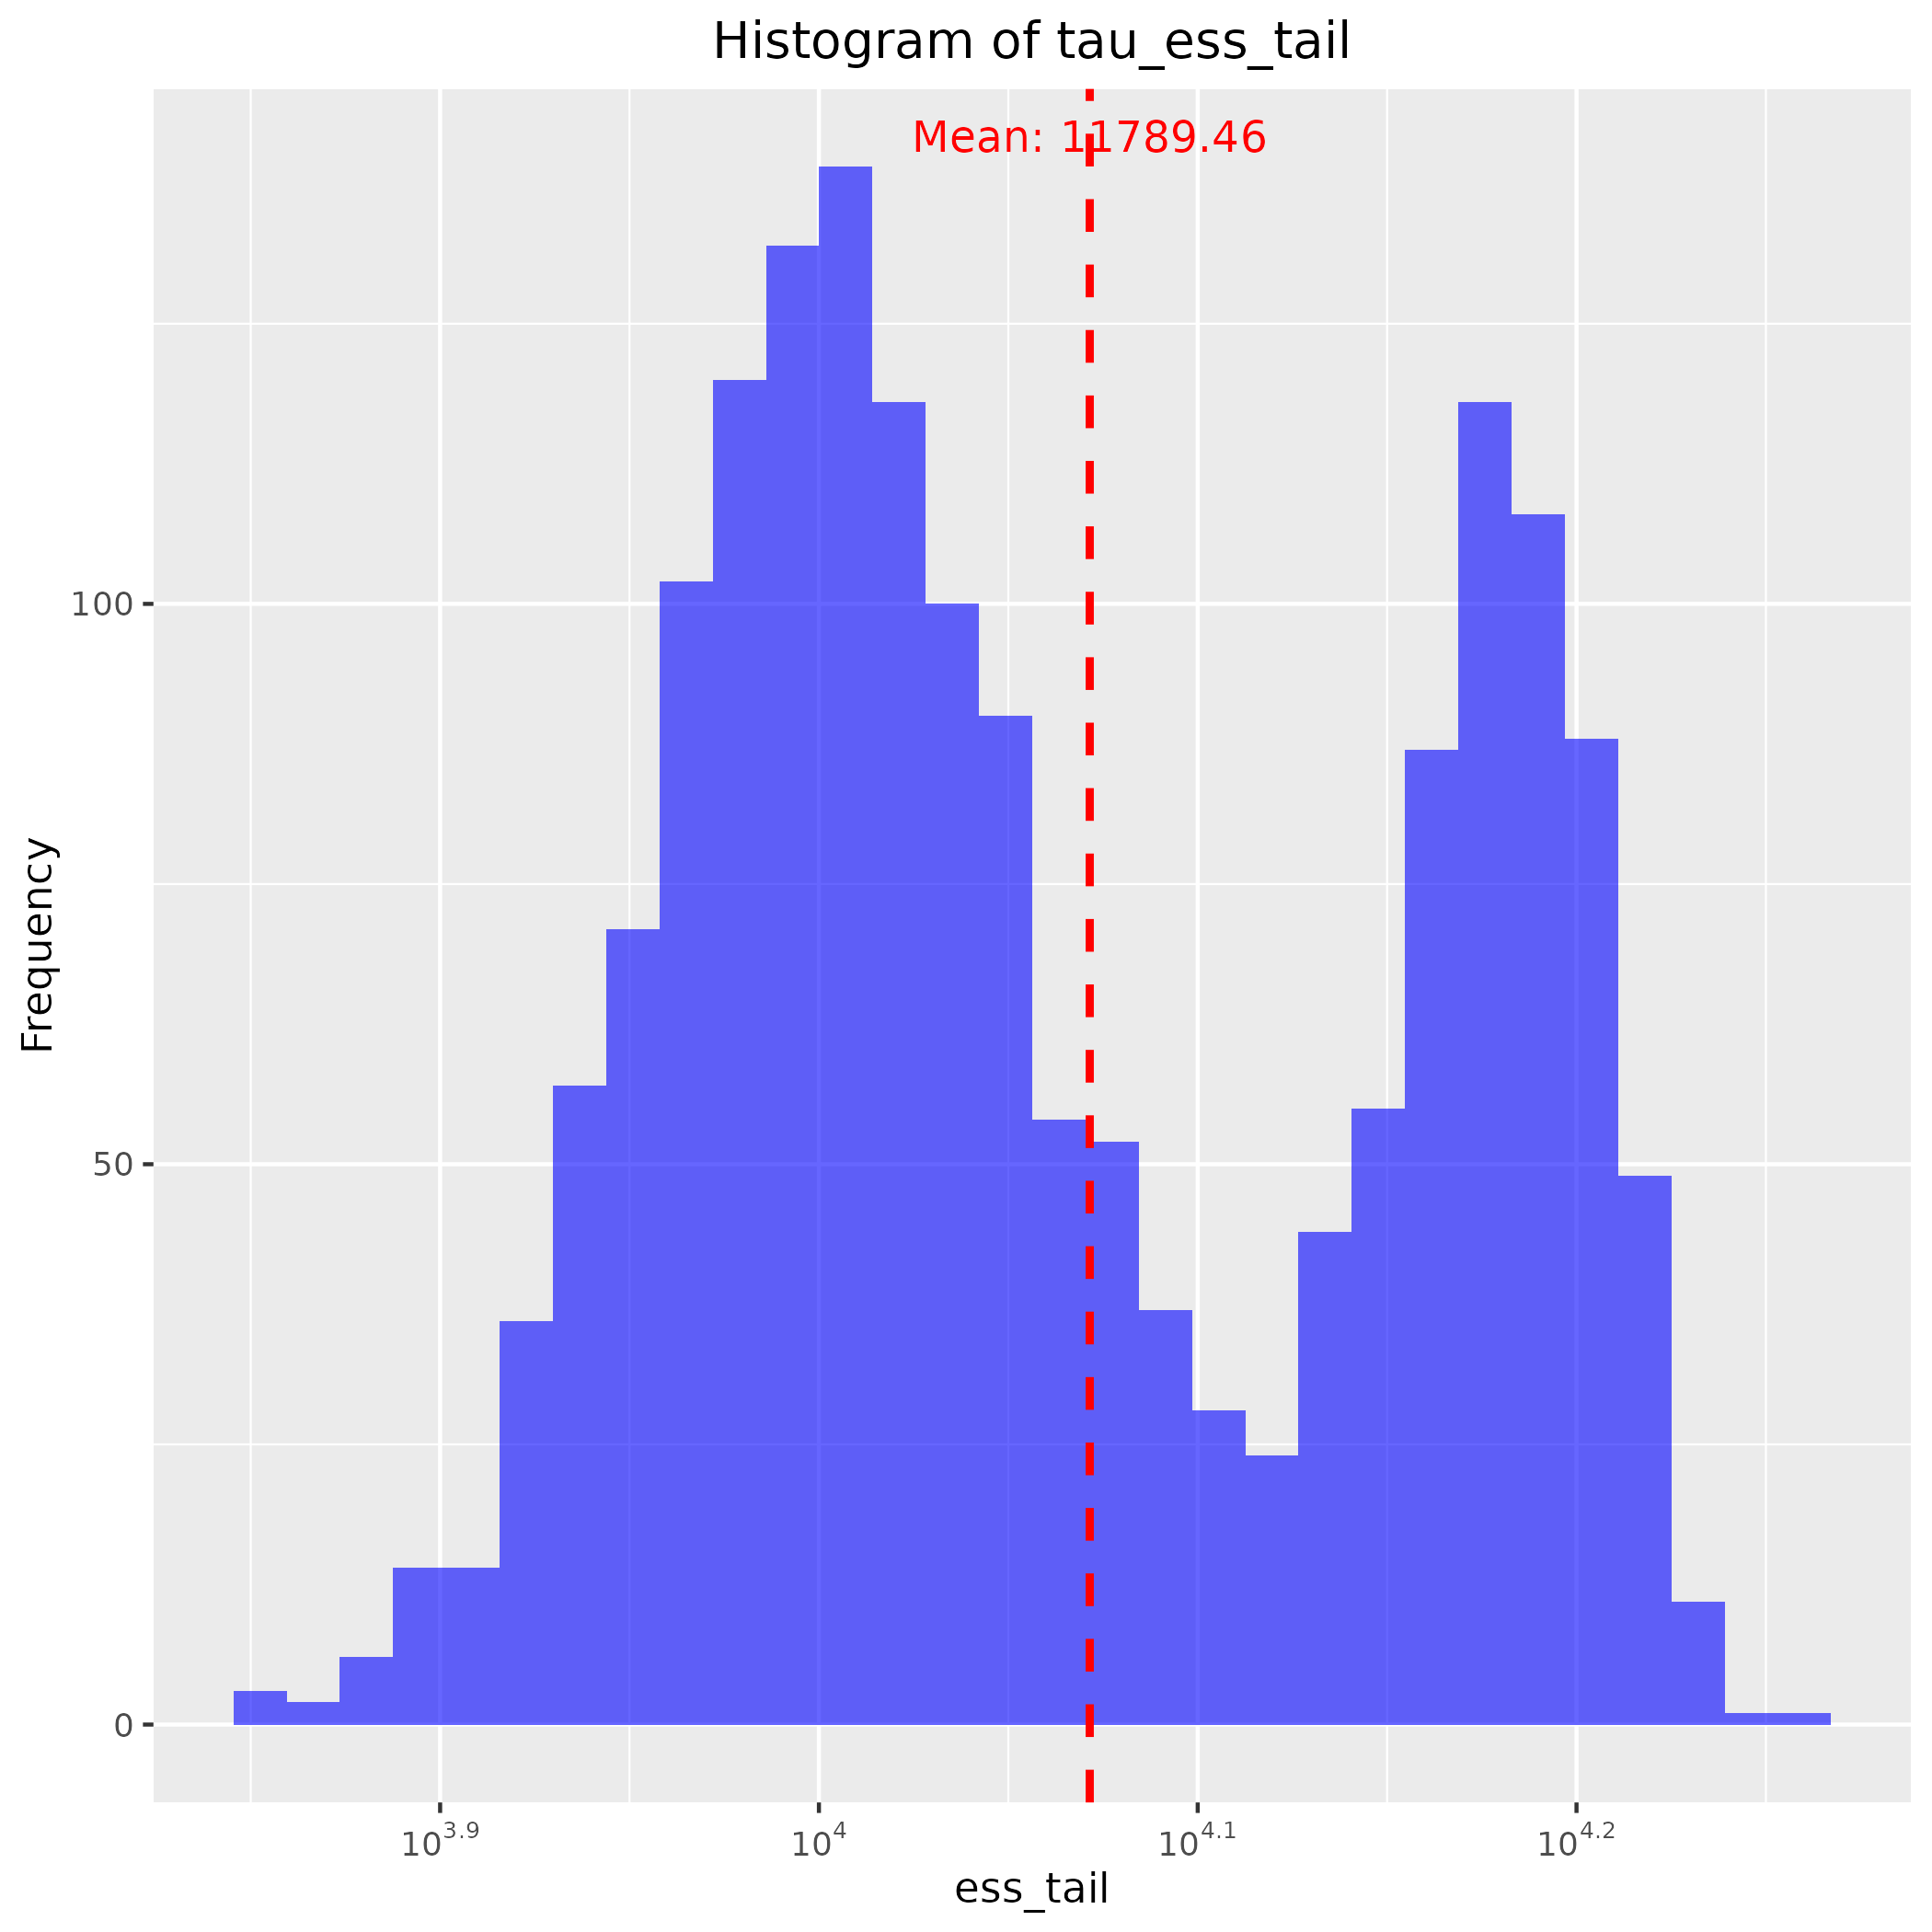 Histogram of tau_ess_tail
Mean: 11789.46
Frequency
100
50
0
10^3.9
10^4
10^4.1
10^4.2
ess_tail